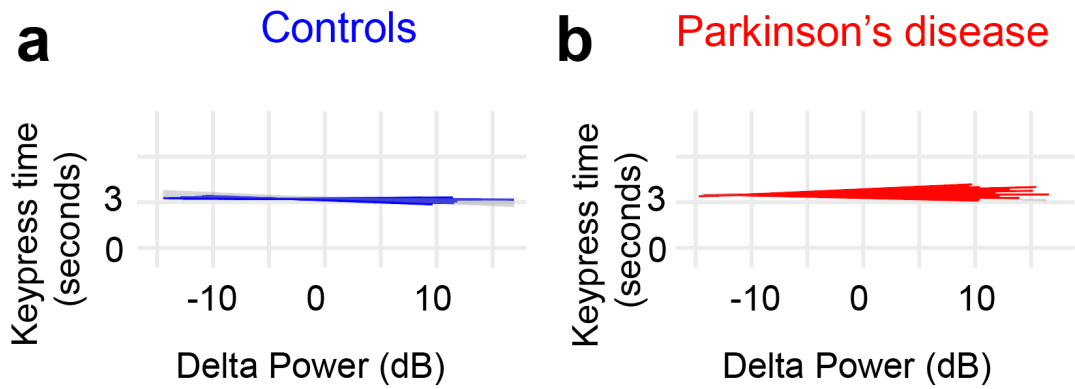 a
Controls
Keypress time
(seconds)
3
0
-10 0 10
Delta Power (dB)
b
Parkinson’s disease
Keypress time
(seconds)
3
0
-10 0 10
Delta Power (dB)